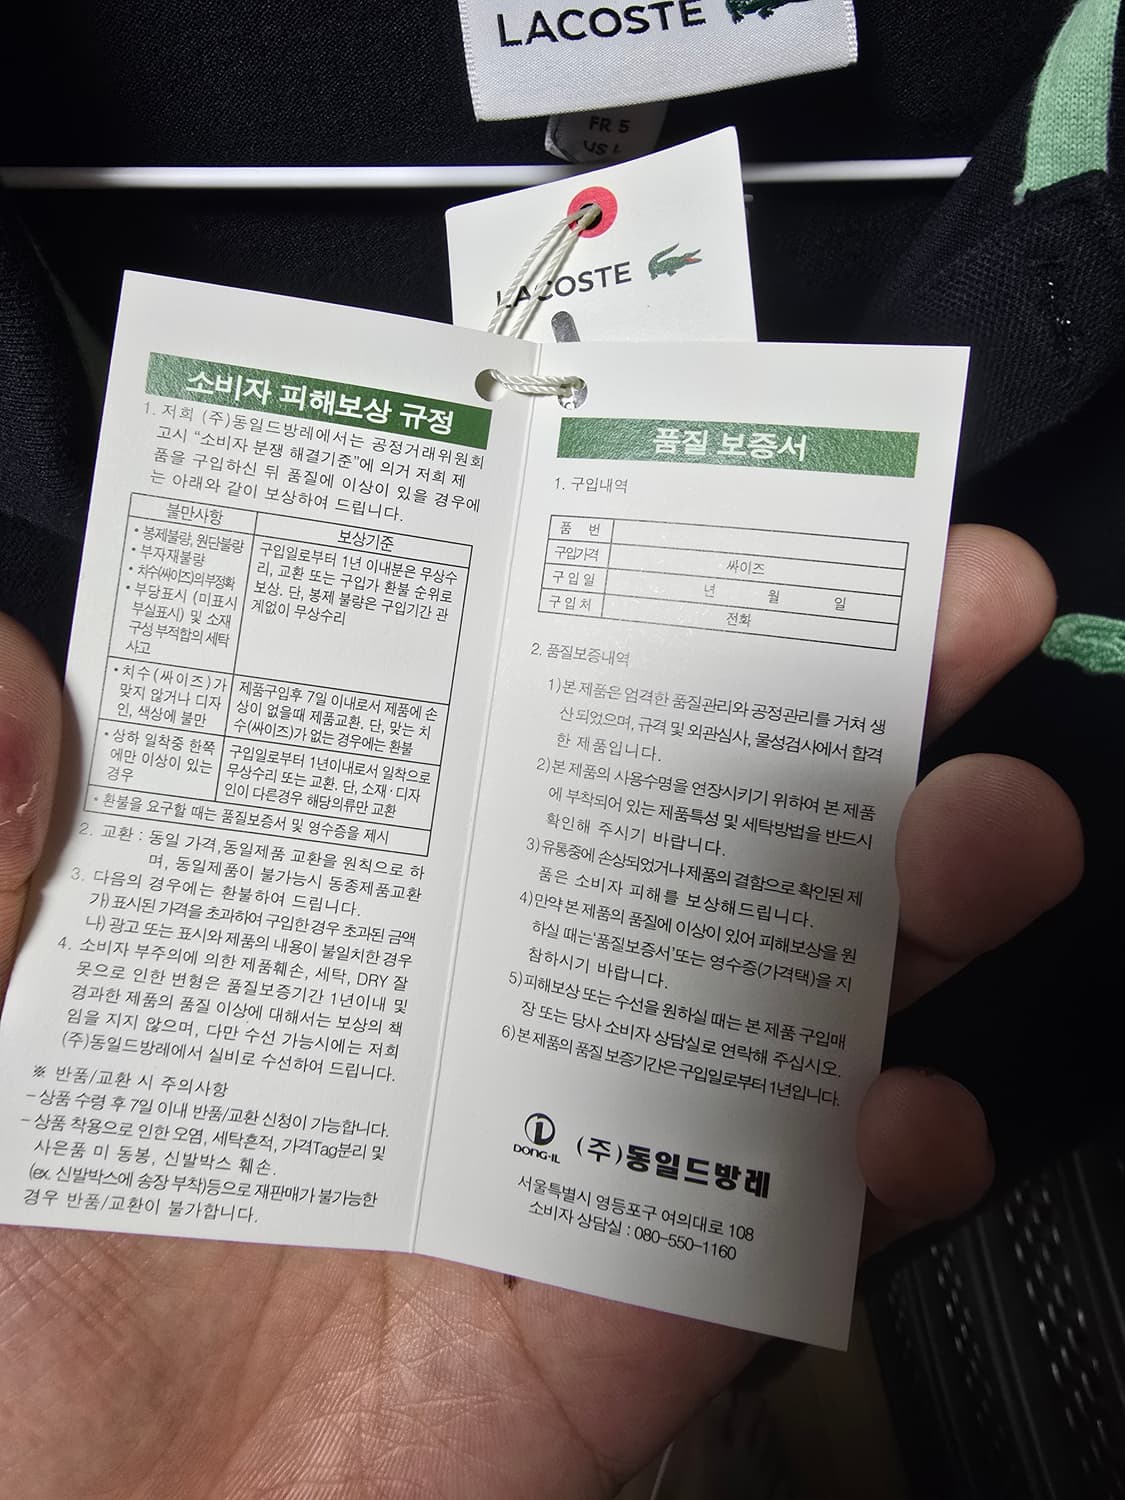 LACOSTE
FR 5
US L
LACOSTE
소비자 피해보상 규정
1. 저희 (주)동일드방레에서는 공정거래위원회
고시 “소비자 분쟁 해결기준”에 의거 저희 제
품을 구입하신 뒤 품질에 이상이 있을 경우에
는 아래와 같이 보상하여 드립니다.
불만사항
보상기준
• 봉제불량, 원단불량
• 부자재불량
• 치수(싸이즈)의 부정확
• 부당표시 (미표시
부실표시) 및 소재
구성 부적합의 세탁
사고
구입일로부터 1년 이내분은 무상수
리, 교환 또는 구입가 환불 순위로
보상. 단, 봉제 불량은 구입기간 관
계없이 무상수리
• 치수(싸이즈)가
맞지 않거나 디자
인, 색상에 불만
제품구입후 7일 이내로서 제품에 손
상이 없을때 제품교환. 단, 맞는 치
수(싸이즈)가 없는 경우에는 환불
• 상하 일착중 한쪽
에만 이상이 있는
경우
구입일로부터 1년이내로서 일착으로
무상수리 또는 교환. 단, 소재·디자
인이 다른경우 해당의류만 교환
• 환불을 요구할 때는 품질보증서 및 영수증을 제시
2. 교환 : 동일 가격,동일제품 교환을 원칙으로 하
며, 동일제품이 불가능시 동종제품교환
3. 다음의 경우에는 환불하여 드립니다.
가) 표시된 가격을 초과하여 구입한 경우 초과된 금액
나) 광고 또는 표시와 제품의 내용이 불일치한 경우
4. 소비자 부주의에 의한 제품훼손, 세탁, DRY 잘
못으로 인한 변형은 품질보증기간 1년이내 및
경과한 제품의 품질 이상에 대해서는 보상의 책
임을 지지 않으며, 다만 수선 가능시에는 저희
(주)동일드방레에서 실비로 수선하여 드립니다.
※ 반품/교환 시 주의사항
– 상품 수령 후 7일 이내 반품/교환 신청이 가능합니다.
– 상품 착용으로 인한 오염, 세탁흔적, 가격Tag분리 및
사은품 미 동봉, 신발박스 훼손.
(ex. 신발박스에 송장 부착)등으로 재판매가 불가능한
경우 반품/교환이 불가합니다.
품질 보증서
1. 구입내역
품 번
구입가격
싸이즈
구 입 일
년 월 일
구 입 처
전화
2. 품질보증내역
1)본 제품은 엄격한 품질관리와 공정관리를 거쳐 생
산되었으며, 규격 및 외관심사, 물성검사에서 합격
한 제품입니다.
2)본 제품의 사용수명을 연장시키기 위하여 본 제품
에 부착되어 있는 제품특성 및 세탁방법을 반드시
확인해 주시기 바랍니다.
3)유통중에 손상되었거나 제품의 결함으로 확인된 제
품은 소비자 피해를 보상해드립니다.
4)만약 본 제품의 품질에 이상이 있어 피해보상을 원
하실 때는‘품질보증서’또는 영수증(가격택)을 지
참하시기 바랍니다.
5)피해보상 또는 수선을 원하실 때는 본 제품 구입매
장 또는 당사 소비자 상담실로 연락해 주십시오.
6)본 제품의 품질 보증기간은 구입일로부터 1년입니다.
DONG-IL
(주)동일드방레
서울특별시 영등포구 여의대로 108
소비자 상담실 : 080-550-1160